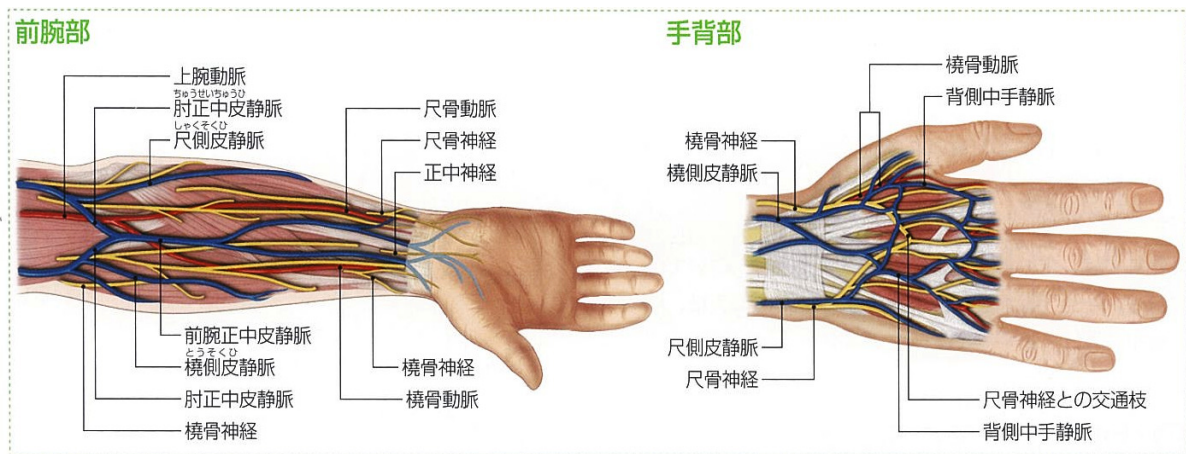 前腕部
上腕動脈
ちゅうせいちゅうひ
肘正中皮静脈
しゃくそくひ
尺側皮静脈
尺骨動脈
尺骨神経
正中神経
前腕正中皮静脈
とうそくひ
橈側皮静脈
肘正中皮静脈
橈骨神経
橈骨神経
橈骨動脈
手背部
橈骨動脈
背側中手静脈
橈骨神経
橈側皮静脈
尺側皮静脈
尺骨神経
尺骨神経との交通枝
背側中手静脈